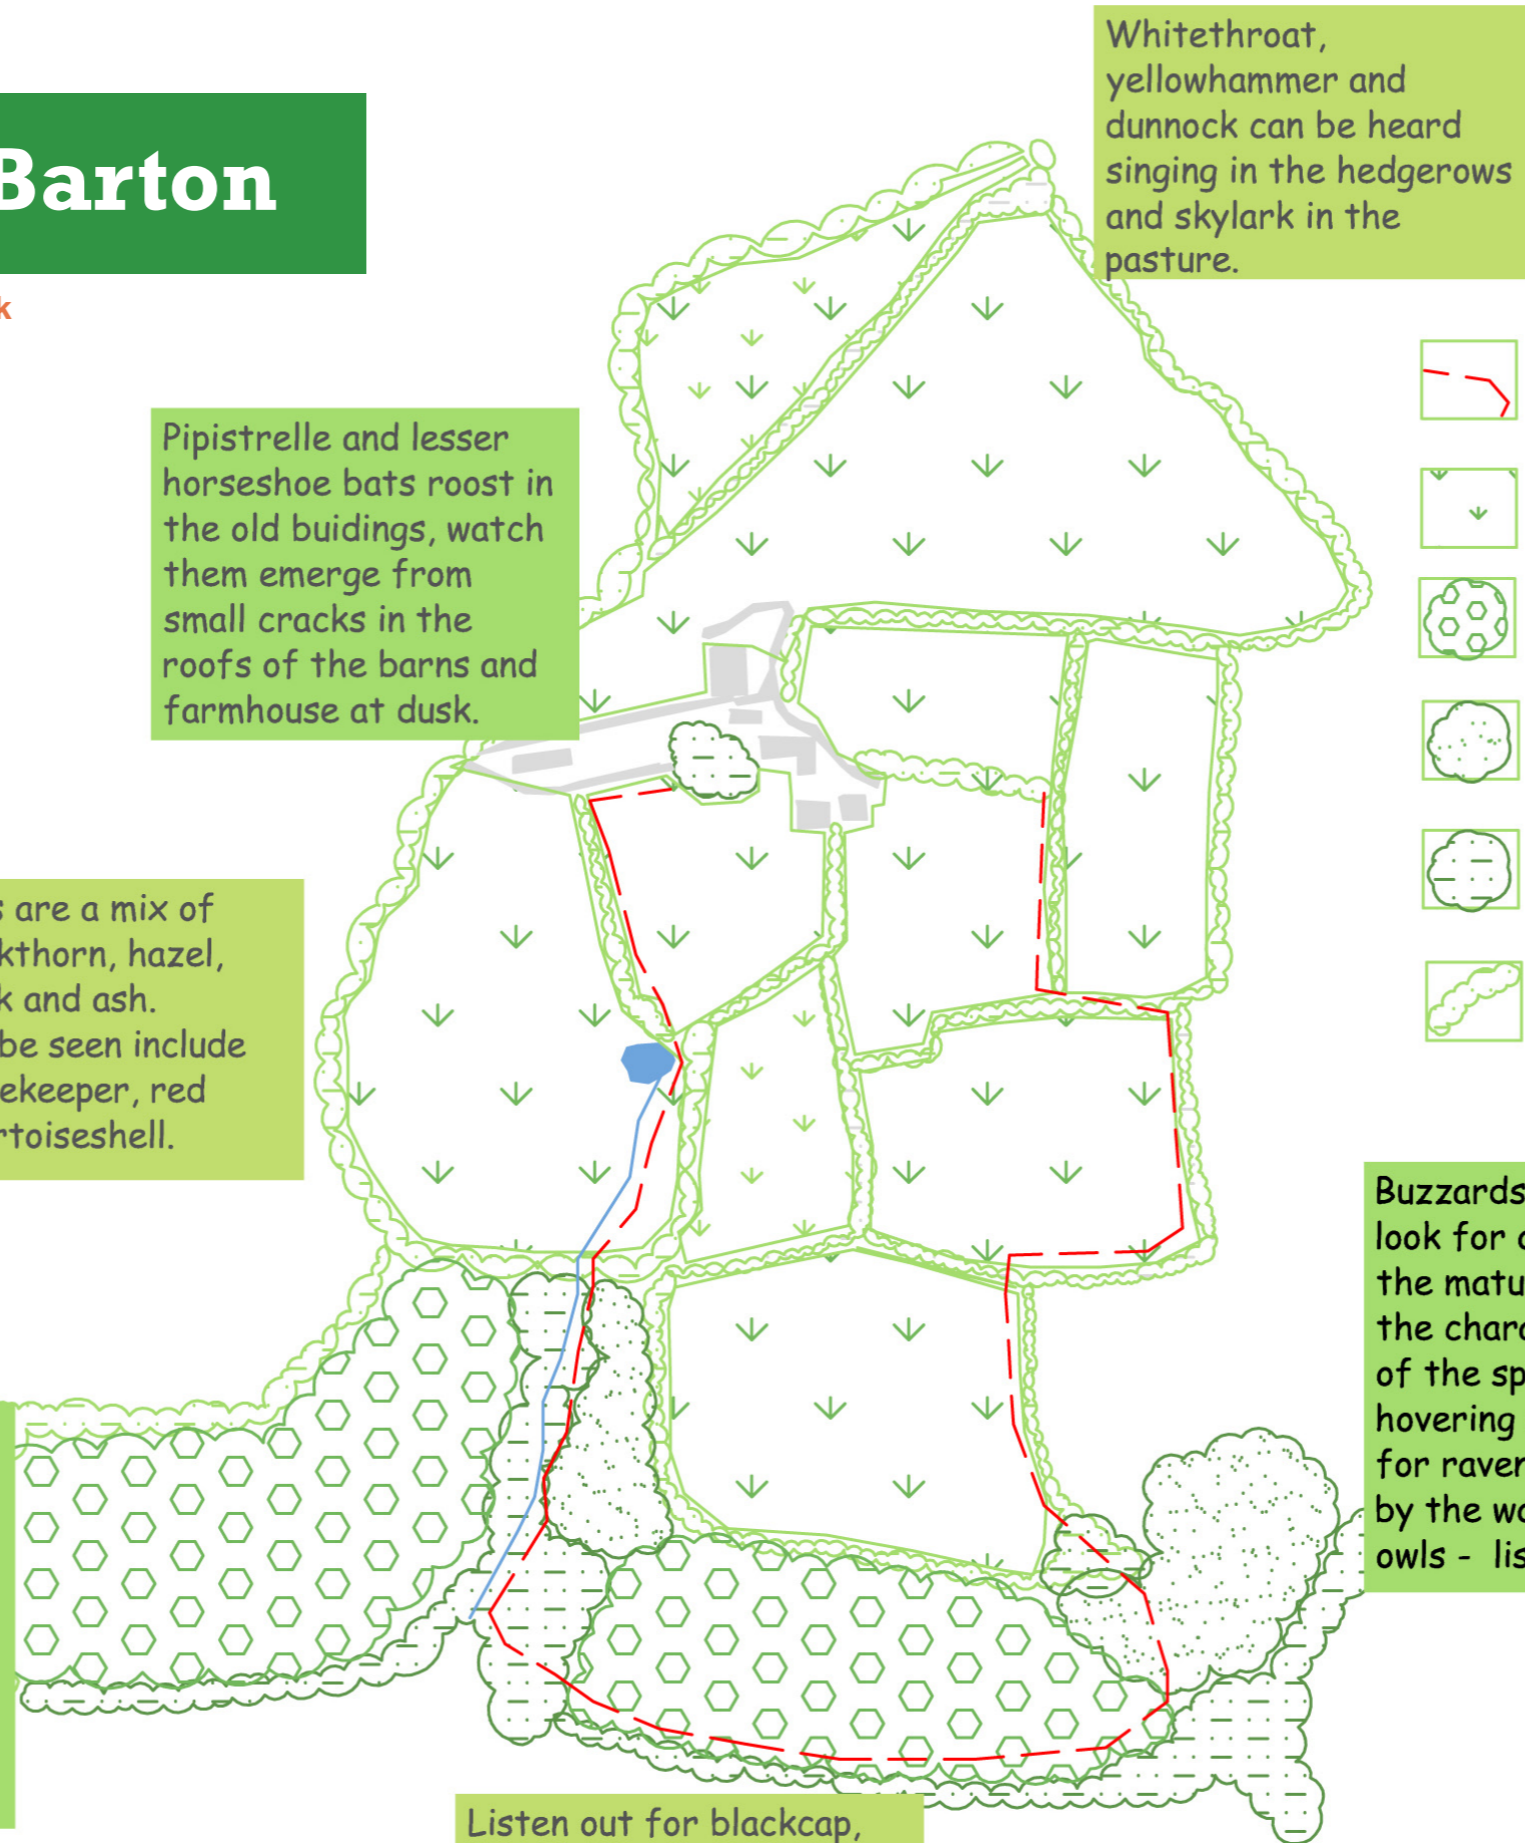 Barton
k
Whitethroat,
yellowhammer and
dunnock can be heard
singing in the hedgerows
and skylark in the
pasture.
Pipistrelle and lesser
horseshoe bats roost in
the old buidings, watch
them emerge from
small cracks in the
roofs of the barns and
farmhouse at dusk.
s are a mix of
kthorn, hazel,
k and ash.
be seen include
ekeeper, red
rtoiseshell.
Buzzards
look for
the matu
the chara
of the sp
hovering
for raven
by the wo
owls - lis
Listen out for blackcap,